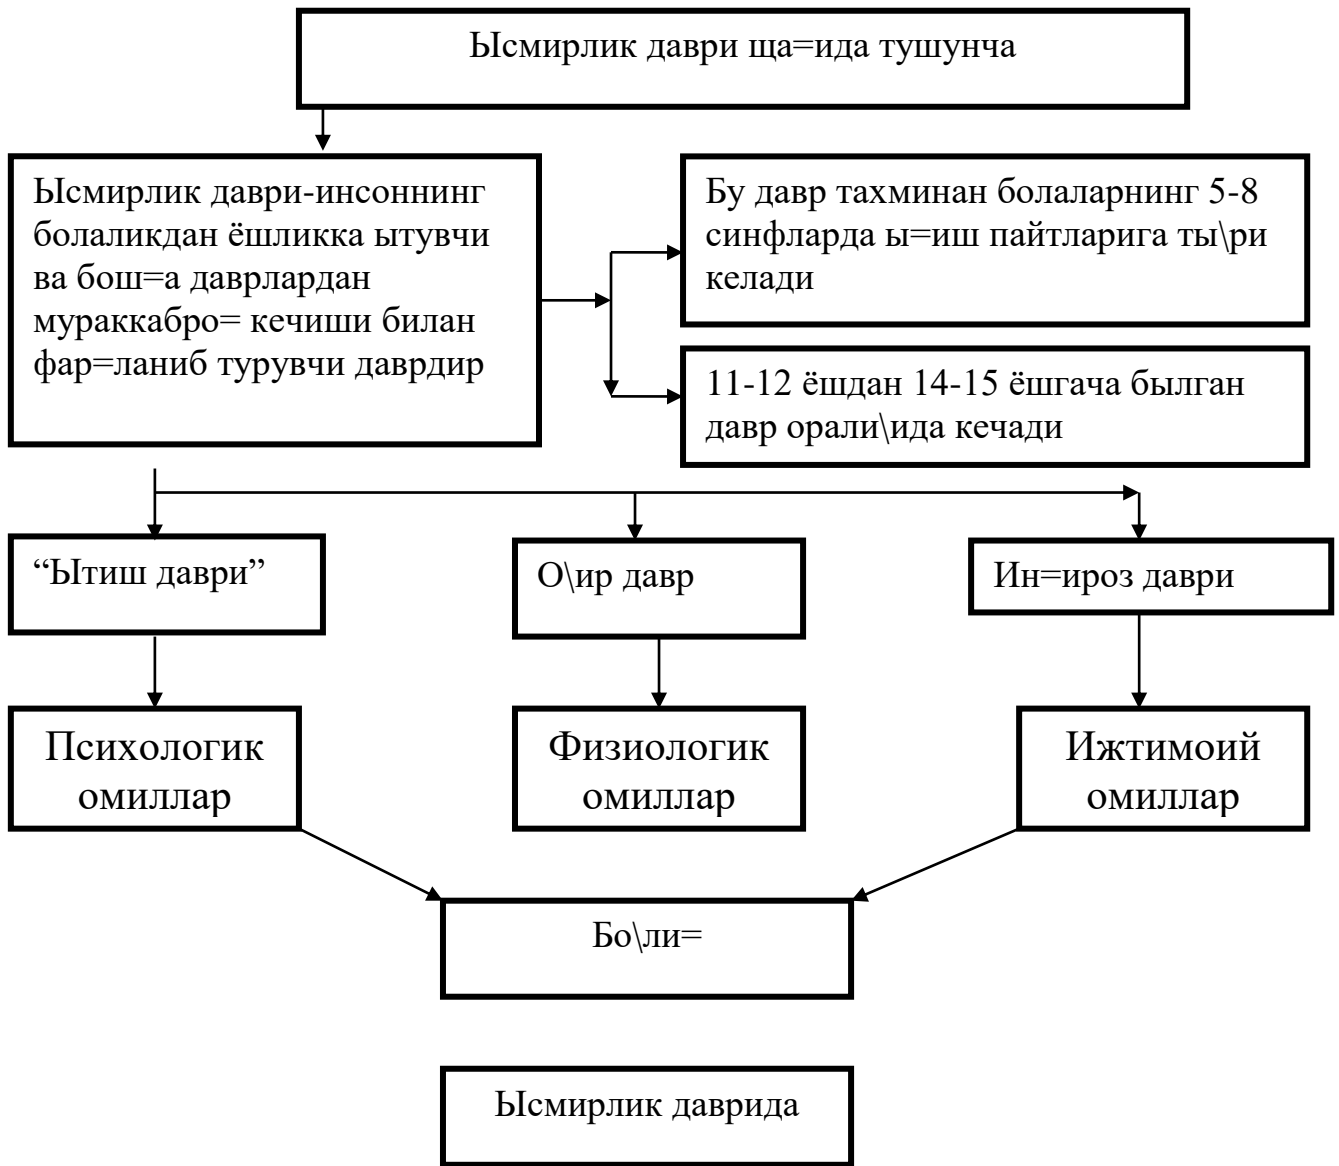 Ысмирлик даври ща=ида тушунча
Ысмирлик даври-инсоннинг
болаликдан ёшликка ытувчи
ва бош=а даврлардан
мураккабро= кечиши билан
фар=ланиб турувчи даврдир
Бу давр тахминан болаларнинг 5-8
синфларда ы=иш пайтларига ты\ри
келади
11-12 ёшдан 14-15 ёшгача былган
давр орали\ида кечади
“Ытиш даври”
О\ир давр
Ин=ироз даври
Психологик
омиллар
Физиологик
омиллар
Ижтимоий
омиллар
Бо\ли=
Ысмирлик даврида